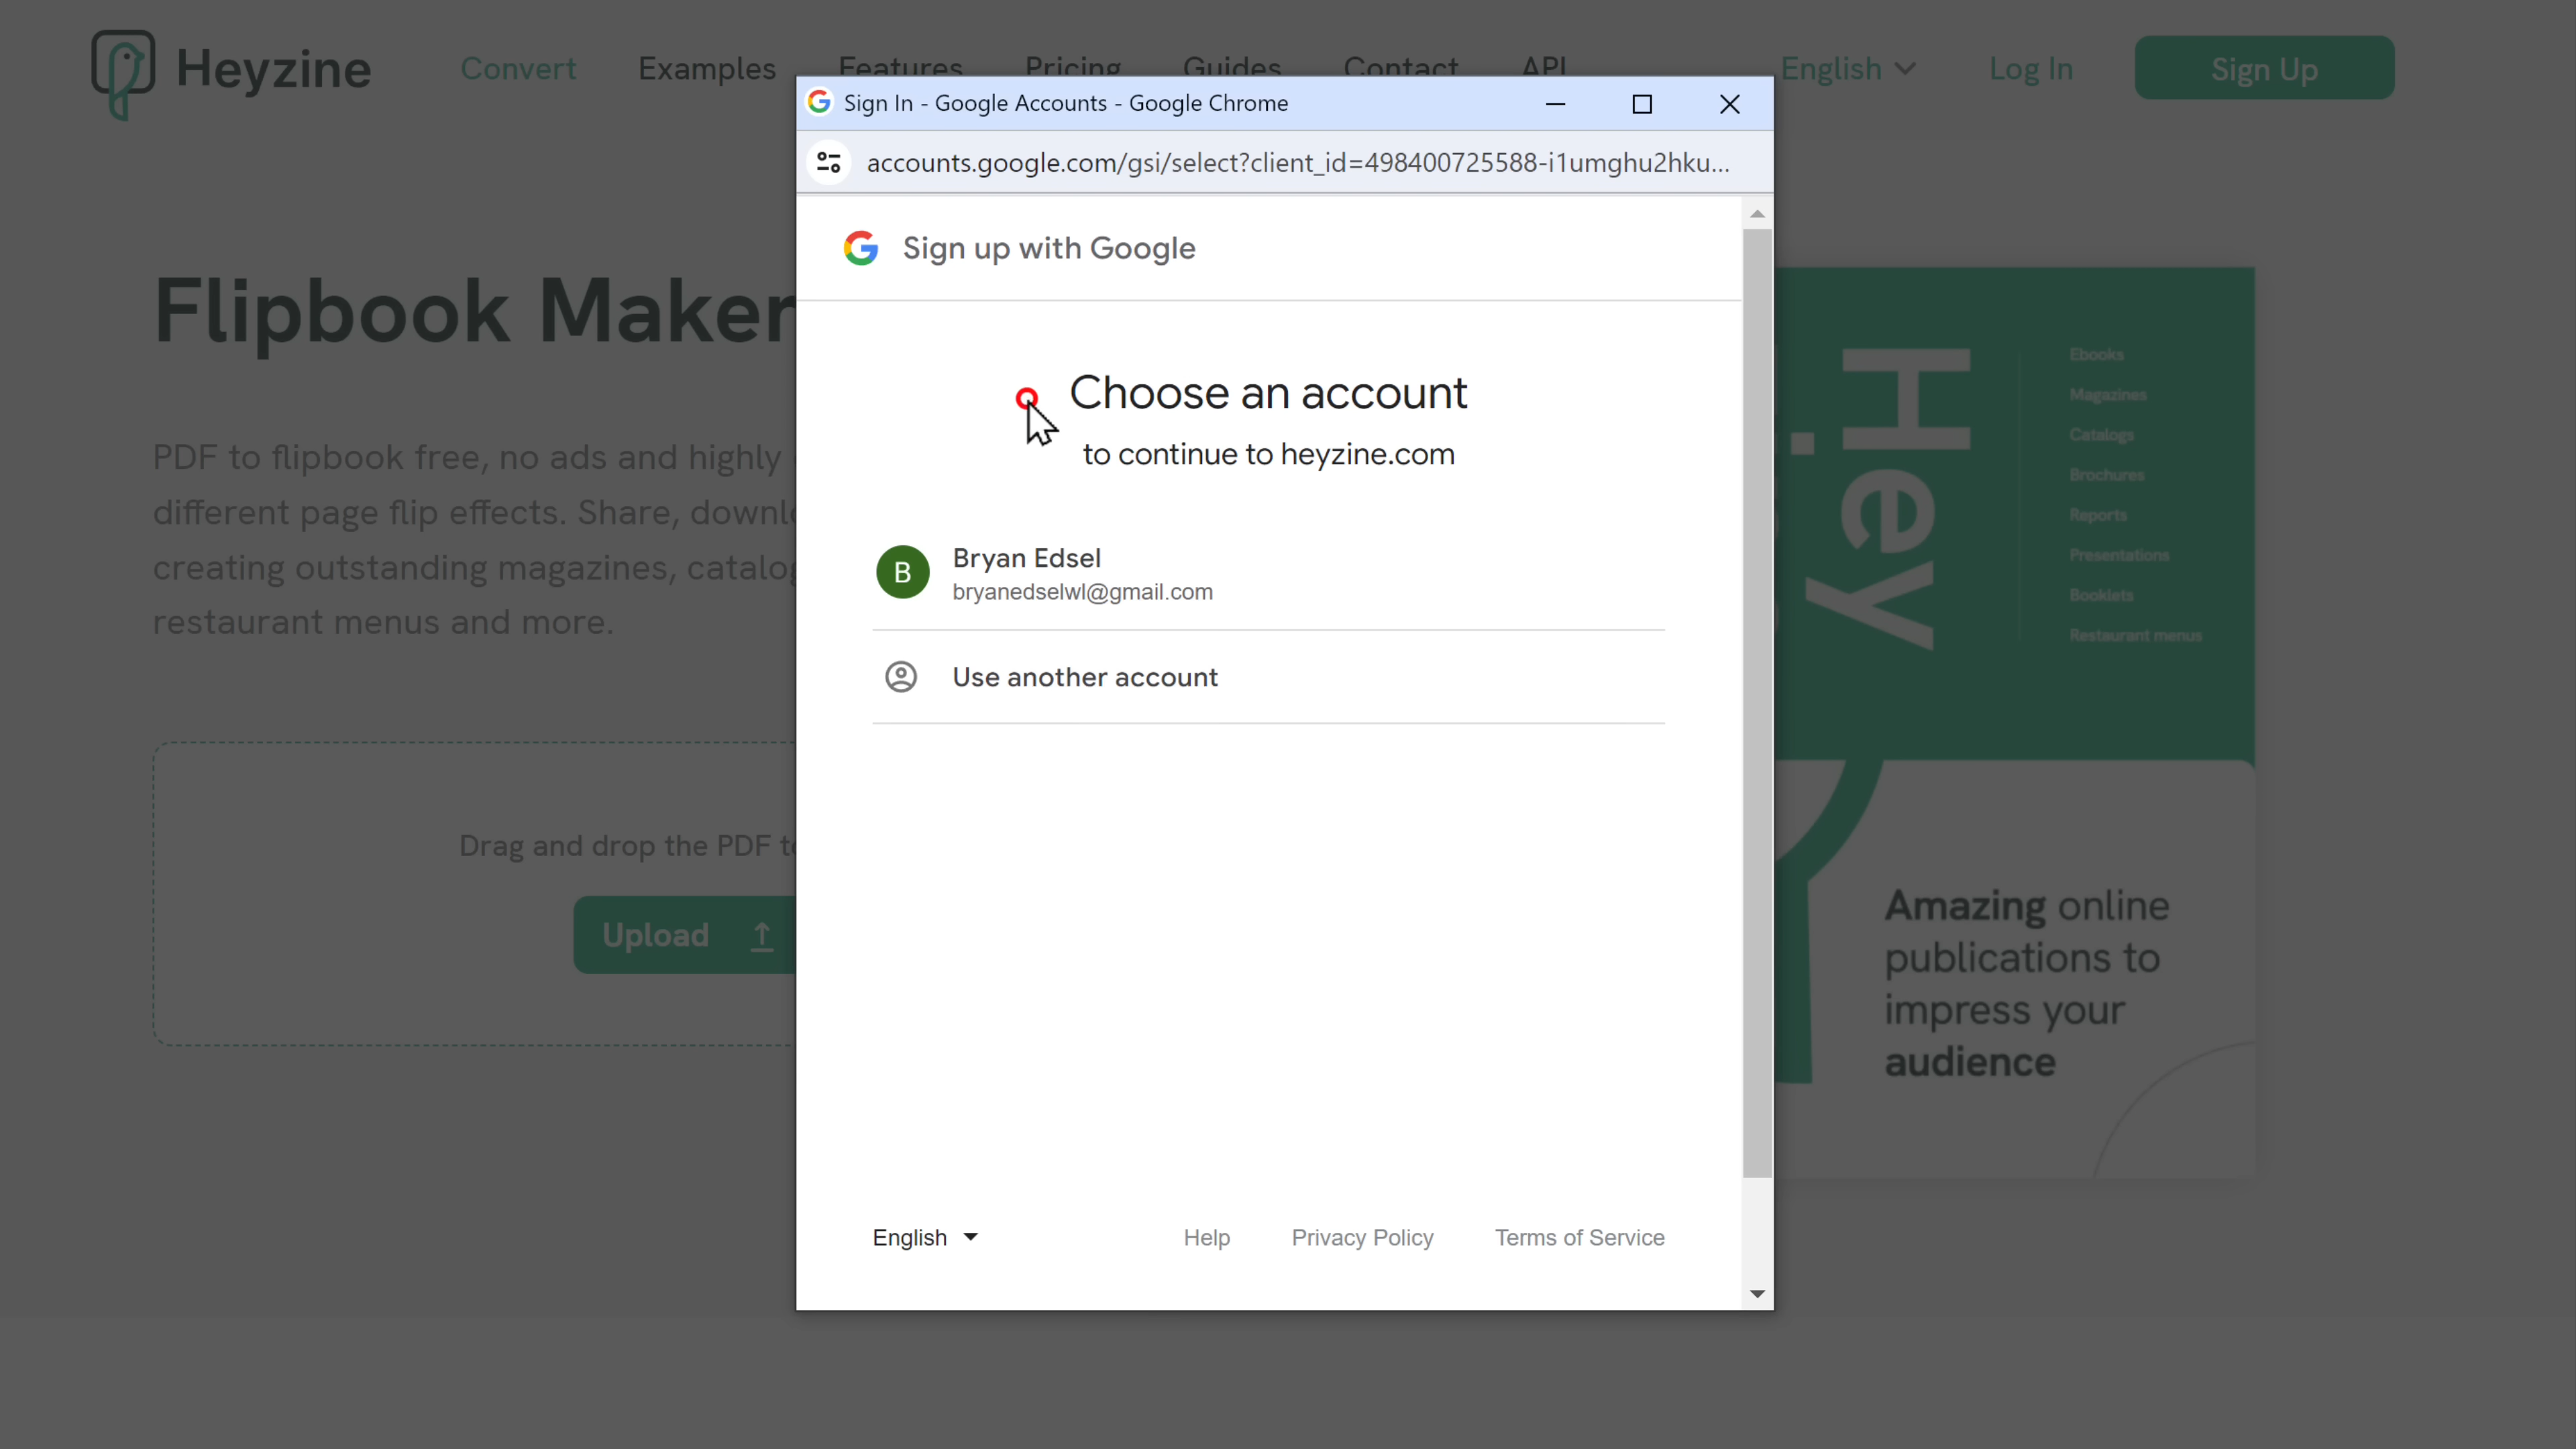 Heyzine
Convert
Examples
Features
Pricing
Guides
Contact
API
English
Log In
Sign Up
Sign In - Google Accounts - Google Chrome
accounts.google.com/gsi/select?client_id=498400725588-i1umghu2hku...
Sign up with Google
Choose an account
to continue to heyzine.com
B
Bryan Edsel
bryanedselwl@gmail.com
Use another account
English
Help
Privacy Policy
Terms of Service
Flipbook Maker
PDF to flipbook free, no ads and highly
different page flip effects. Share,
creating outstanding magazines,
restaurant menus and more.
Drag and drop the PDF
Upload
Hey
Ebooks
Magazines
Catalogs
Brochures
Reports
Presentations
Booklets
Restaurant menus
Amazing online
publications to
impress your
audience